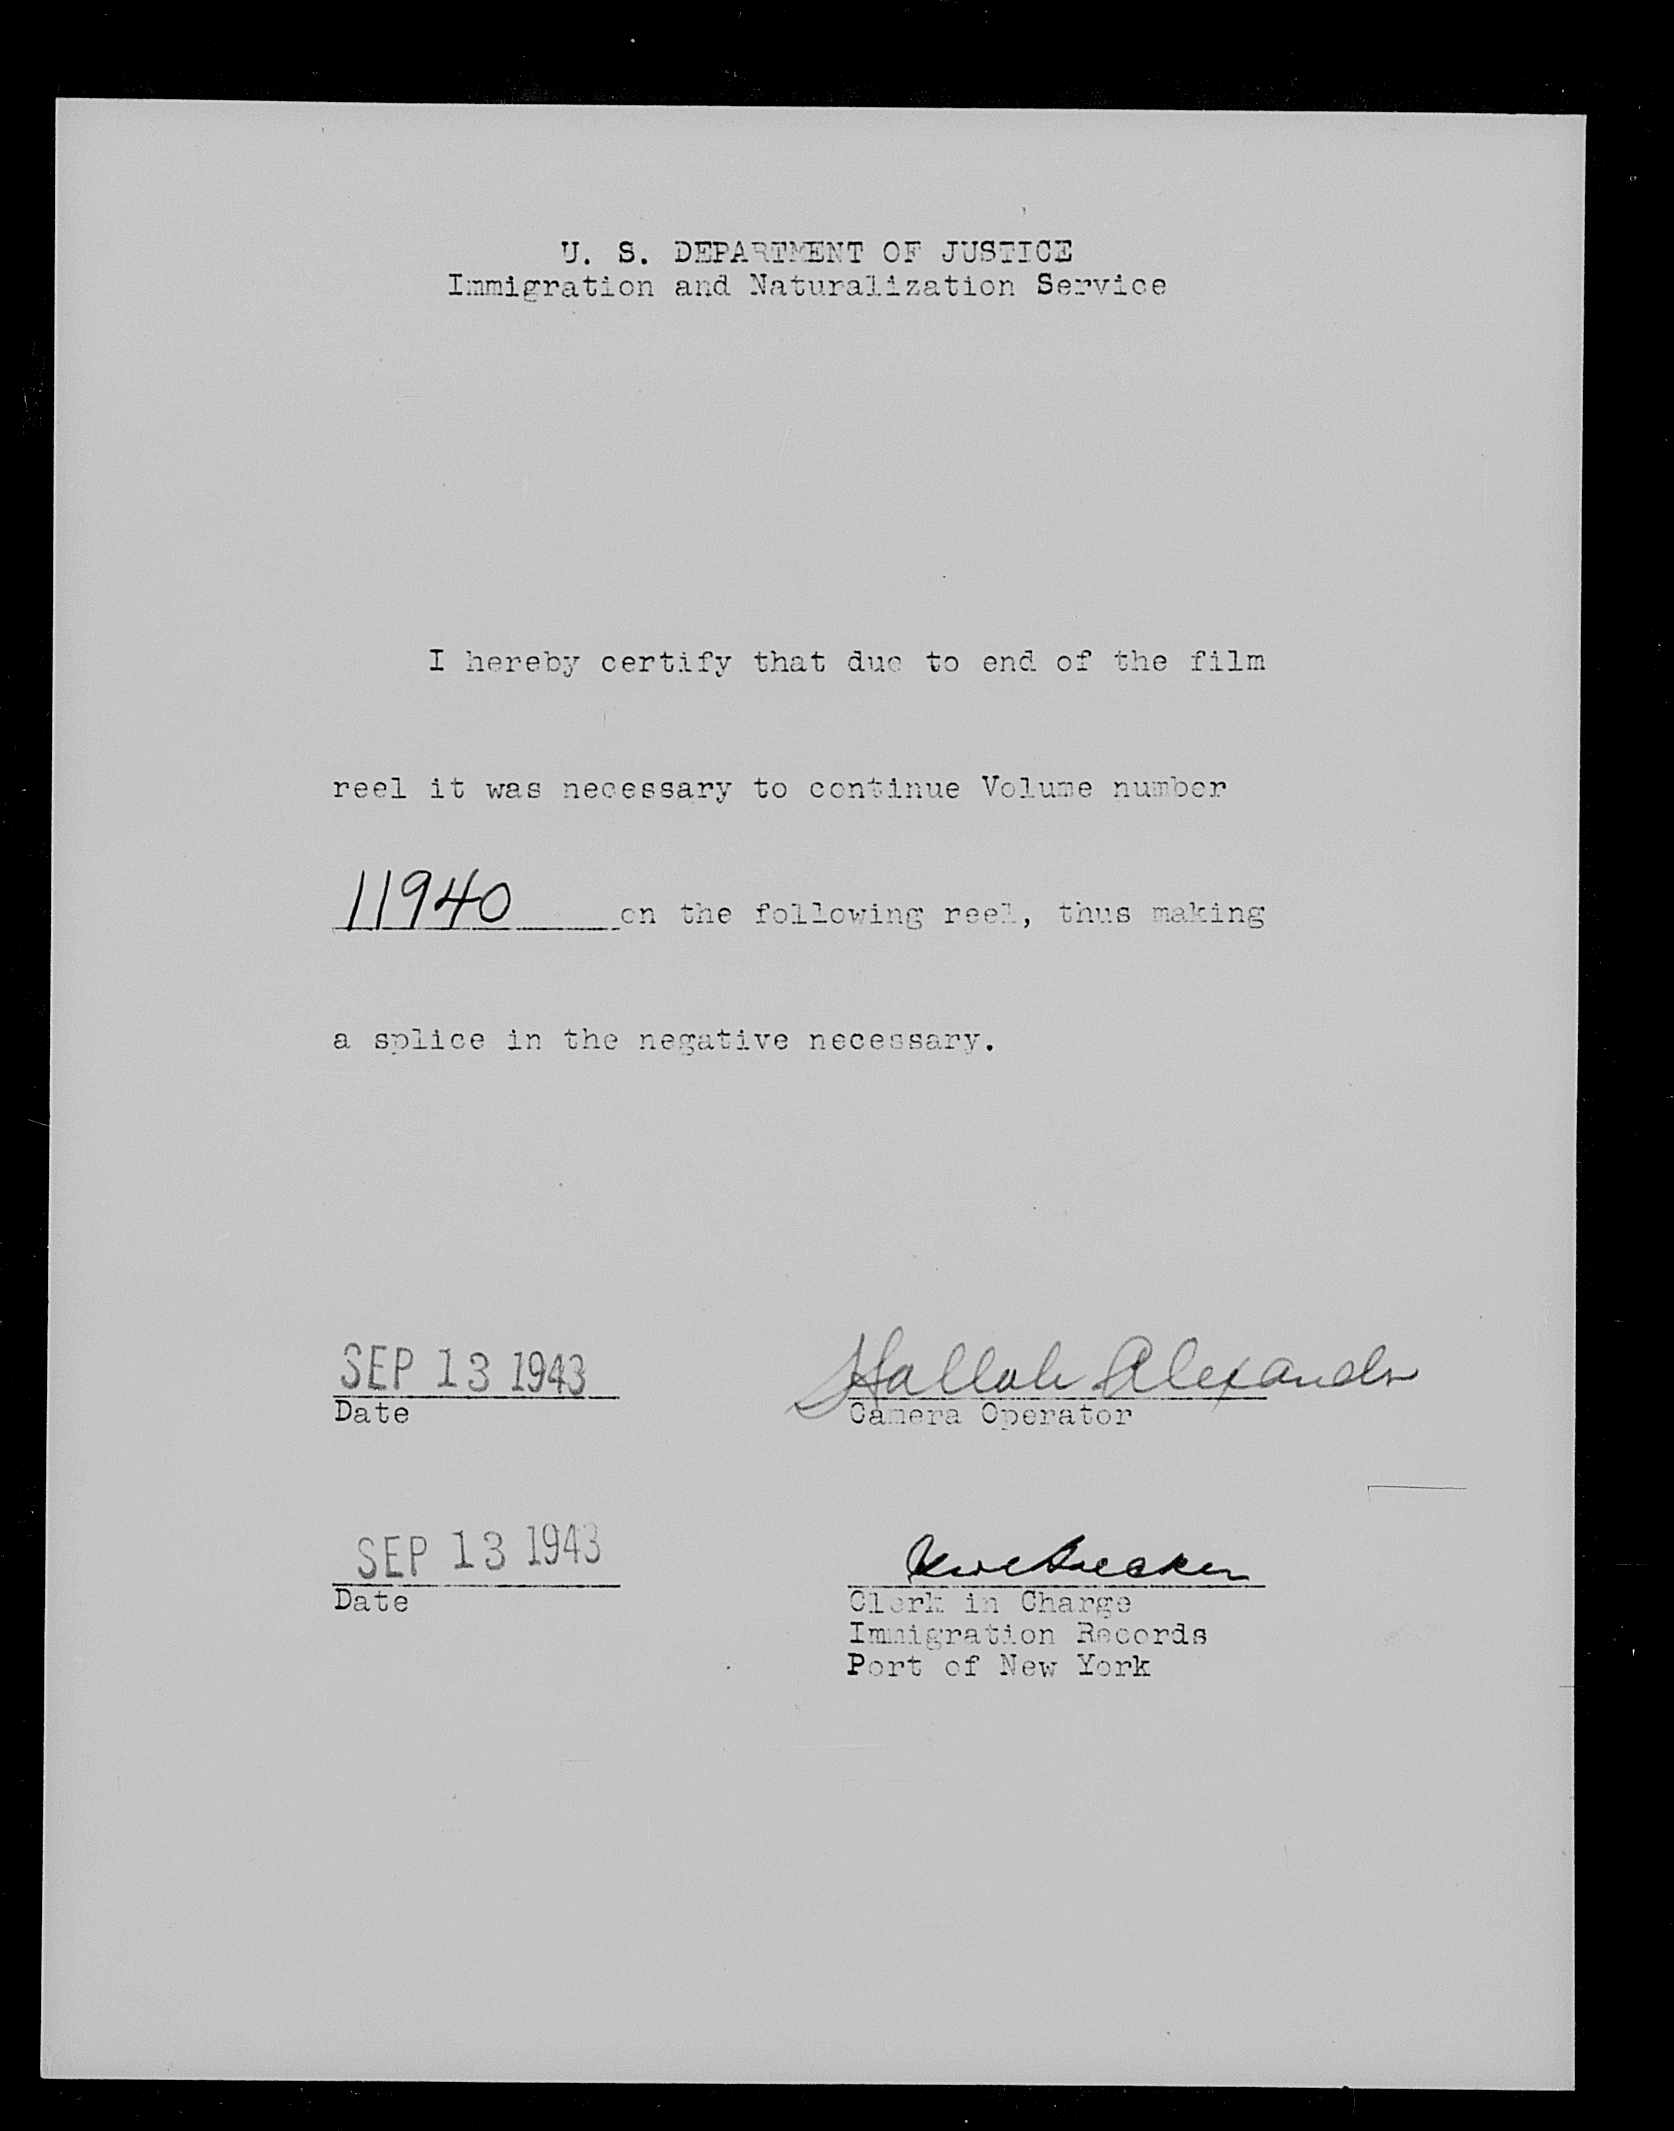 U. S. DEPARTMENT OF JUSTICE
Immigration and Naturalization Service
I hereby certify that due to end of the film
reel it was necessary to continue Volume number
11940 on the following reel, thus making
a splice in the negative necessary.
SEP 13 1943
Alexander
Date
Camera Operator
SEP 13 1943
Date
Clerk in Charge
Immigration Records
Port of New York